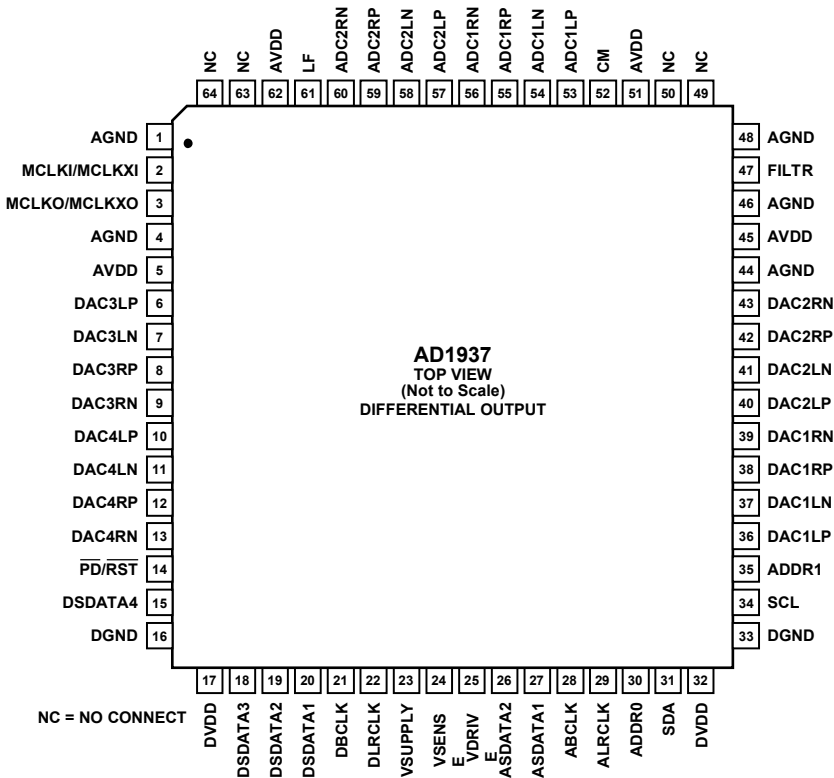 NC
NC
AVDD
LF
ADC2RN
ADC2RP
ADC2LN
ADC2LP
ADC1RN
ADC1RP
ADC1LN
ADC1LP
CM
AVDD
NC
NC
64 63 62 61 60 59 58 57 56 55 54 53 52 51 50 49
AGND 1
MCLKI/MCLKXI 2
MCLKO/MCLKXO 3
AGND 4
AVDD 5
DAC3LP 6
DAC3LN 7
DAC3RP 8
DAC3RN 9
DAC4LP 10
DAC4LN 11
DAC4RP 12
DAC4RN 13
PD/RST 14
DSDATA4 15
DGND 16
AD1937
TOP VIEW
(Not to Scale)
DIFFERENTIAL OUTPUT
48 AGND
47 FILTR
46 AGND
45 AVDD
44 AGND
43 DAC2RN
42 DAC2RP
41 DAC2LN
40 DAC2LP
39 DAC1RN
38 DAC1RP
37 DAC1LN
36 DAC1LP
35 ADDR1
34 SCL
33 DGND
17 18 19 20 21 22 23 24 25 26 27 28 29 30 31 32
DVDD
DSDATA3
DSDATA2
DSDATA1
DBCLK
DLRCLK
VSUPPLY
VSENS
E
VDRIV
E
ASDATA2
ASDATA1
ABCLK
ALRCLK
ADDR0
SDA
DVDD
NC = NO CONNECT